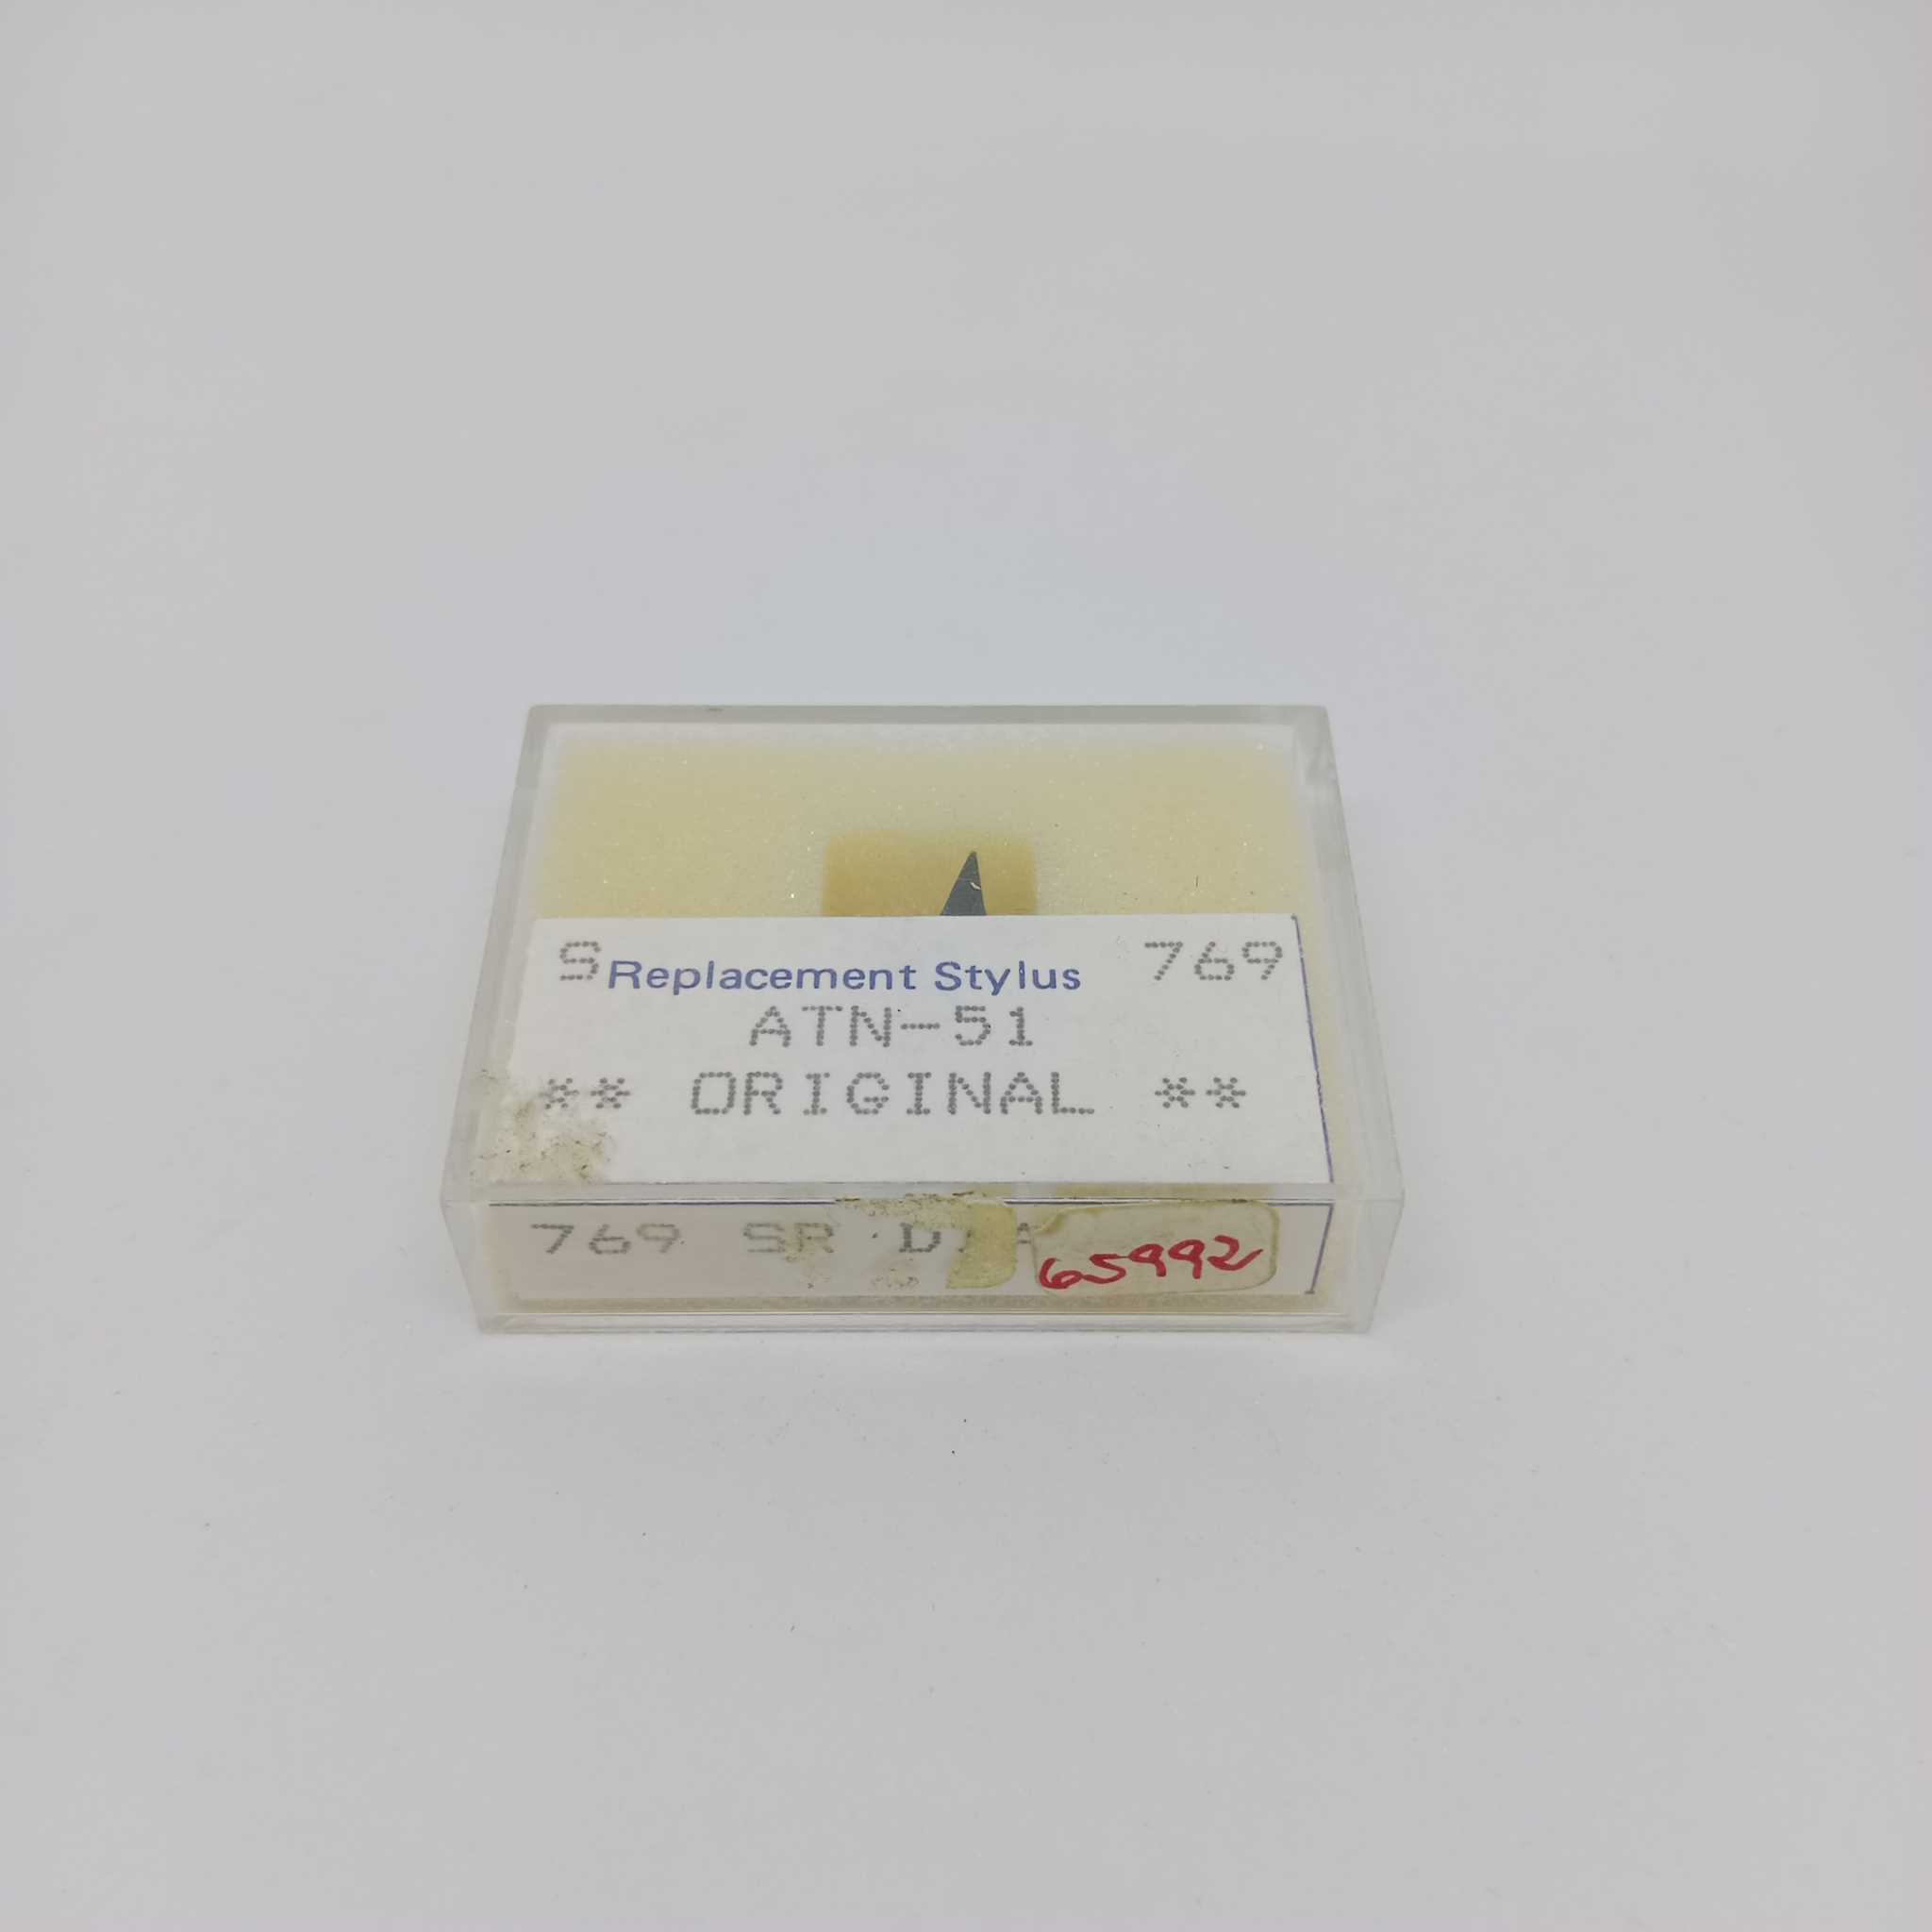 S Replacement Stylus 769
ATN-51
** ORIGINAL **
769 SR
65992